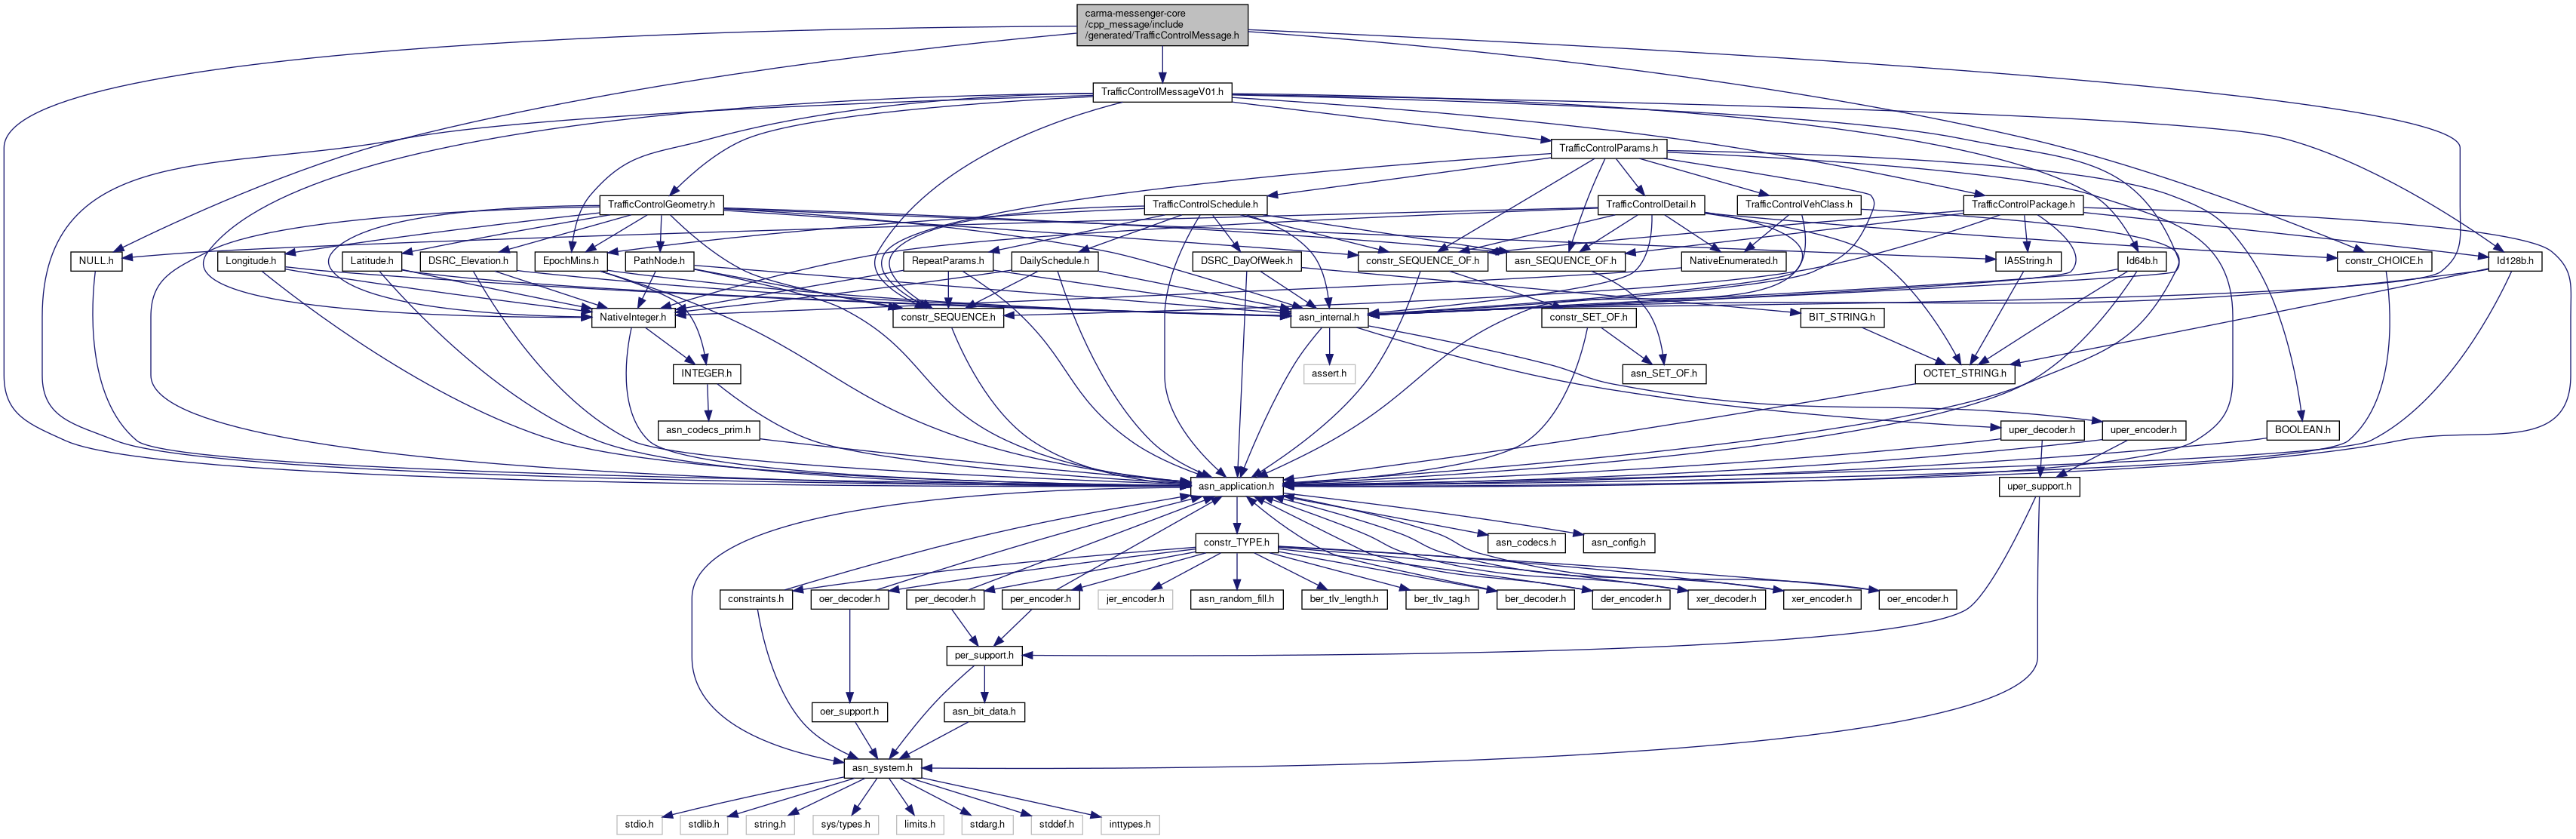 carma-messenger-core
/cpp_message/include
/generated/TrafficControlMessage.h
TrafficControlMessageV01.h
TrafficControlParams.h
TrafficControlGeometry.h
TrafficControlSchedule.h
TrafficControlDetail.h
TrafficControlVehClass.h
TrafficControlPackage.h
NULL.h
Longitude.h
Latitude.h
DSRC_Elevation.h
EpochMins.h
PathNode.h
RepeatParams.h
DailySchedule.h
DSRC_DayOfWeek.h
constr_SEQUENCE_OF.h
asn_SEQUENCE_OF.h
NativeEnumerated.h
IA5String.h
Id64b.h
constr_CHOICE.h
Id128b.h
NativeInteger.h
constr_SEQUENCE.h
asn_internal.h
constr_SET_OF.h
BIT_STRING.h
INTEGER.h
assert.h
asn_SET_OF.h
OCTET_STRING.h
asn_codecs_prim.h
uper_decoder.h
uper_encoder.h
BOOLEAN.h
asn_application.h
uper_support.h
constr_TYPE.h
asn_codecs.h
asn_config.h
constraints.h
oer_decoder.h
per_decoder.h
per_encoder.h
jer_encoder.h
asn_random_fill.h
ber_tlv_length.h
ber_tlv_tag.h
ber_decoder.h
der_encoder.h
xer_decoder.h
xer_encoder.h
oer_encoder.h
per_support.h
oer_support.h
asn_bit_data.h
asn_system.h
stdio.h
stdlib.h
string.h
sys/types.h
limits.h
stdarg.h
stddef.h
inttypes.h